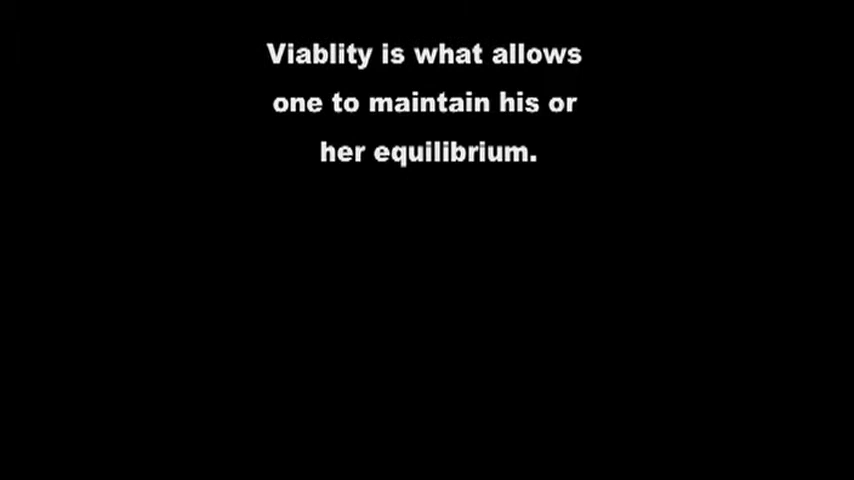 Viablity is what allows
one to maintain his or
her equilibrium.